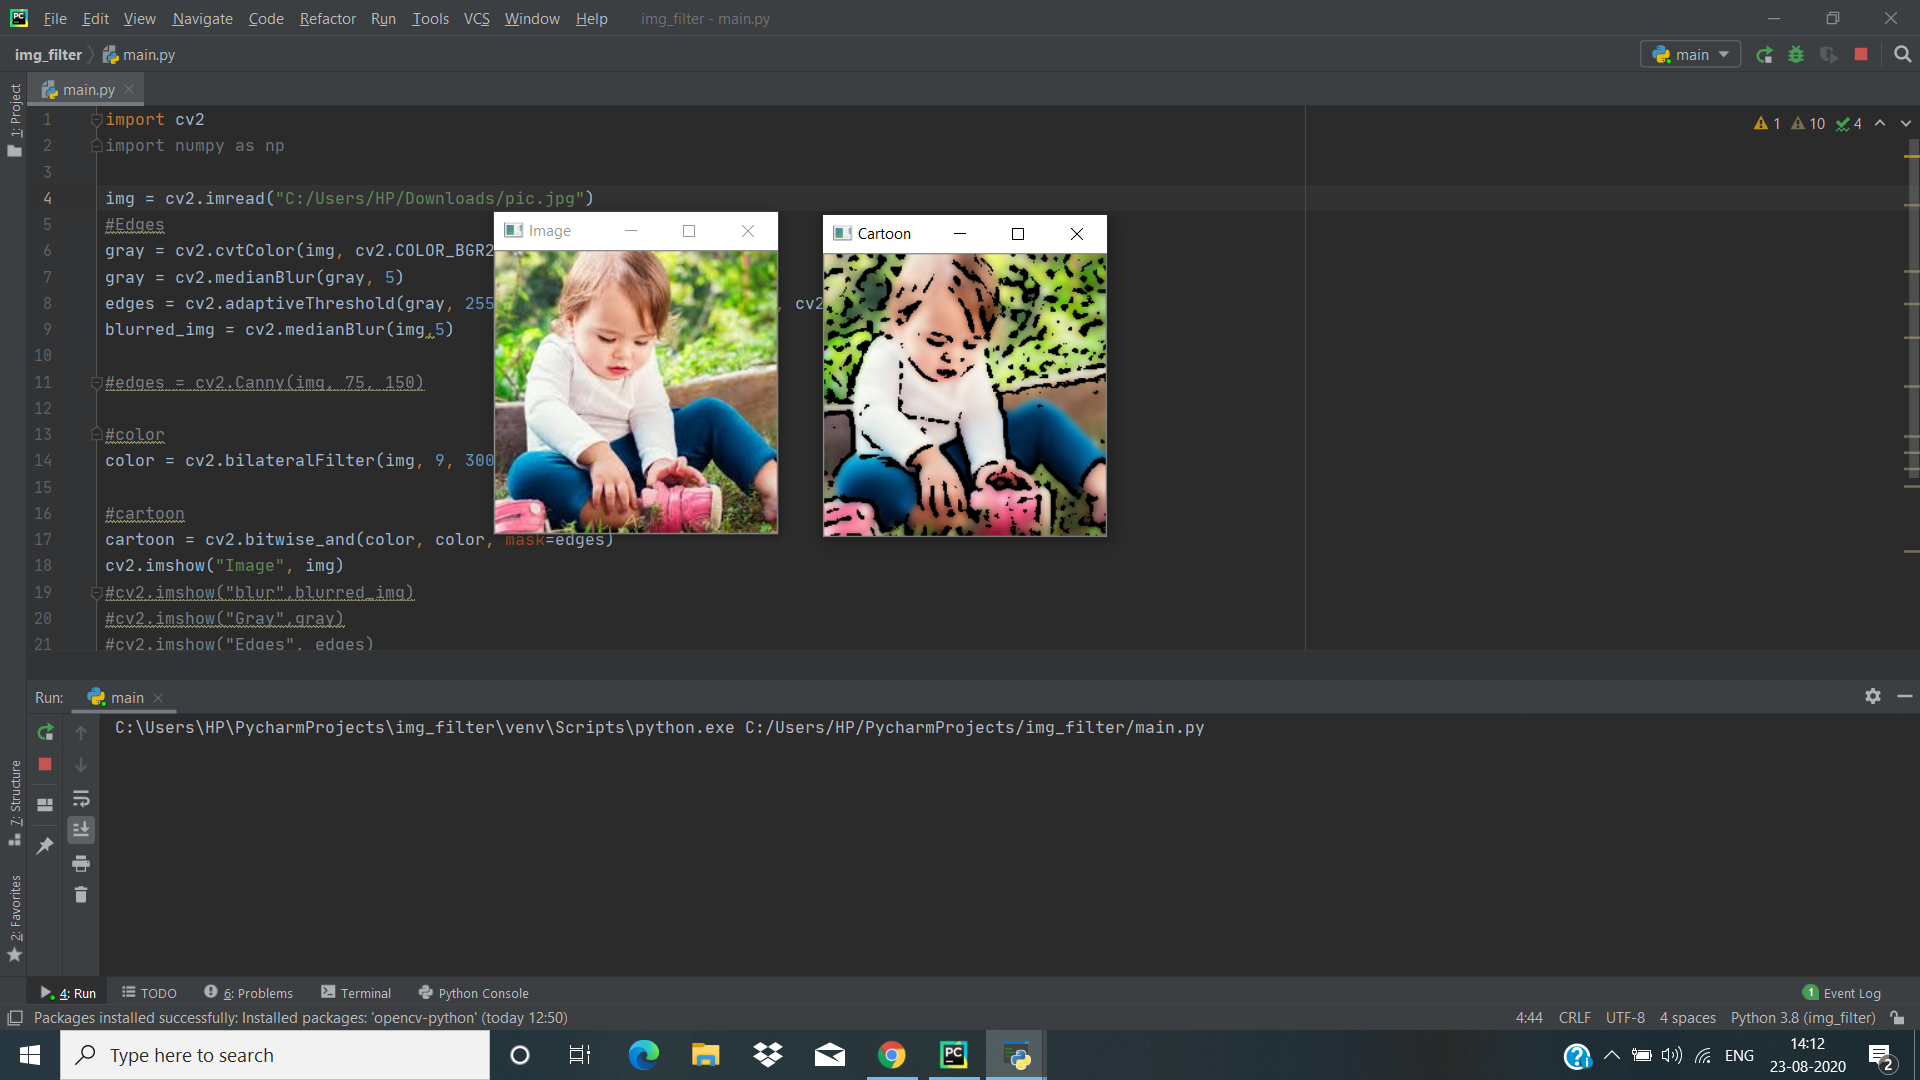 PC File Edit View Navigate Code Refactor Run Tools VCS Window Help img_filter - main.py
img_filter main.py main
1: Project
main.py
1 10 4
1 import cv2
2 import numpy as np
3
4 img = cv2.imread("C:/Users/HP/Downloads/pic.jpg")
5 #Edges
6 gray = cv2.cvtColor(img, cv2.COLOR_BGR2
7 gray = cv2.medianBlur(gray, 5)
8 edges = cv2.adaptiveThreshold(gray, 255 , cv2
9 blurred_img = cv2.medianBlur(img,5)
10
11 #edges = cv2.Canny(img, 75, 150)
12
13 #color
14 color = cv2.bilateralFilter(img, 9, 300
15
16 #cartoon
17 cartoon = cv2.bitwise_and(color, color, mask=edges)
18 cv2.imshow("Image", img)
19 #cv2.imshow("blur",blurred_img)
20 #cv2.imshow("Gray",gray)
21 #cv2.imshow("Edges", edges)
Image
Cartoon
Run: main
C:\Users\HP\PycharmProjects\img_filter\venv\Scripts\python.exe C:/Users/HP/PycharmProjects/img_filter/main.py
7: Structure
2: Favorites
4: Run TODO 6: Problems Terminal Python Console 1 Event Log
Packages installed successfully: Installed packages: 'opencv-python' (today 12:50) 4:44 CRLF UTF-8 4 spaces Python 3.8 (img_filter)
Type here to search PC ENG 14:12
23-08-2020 2